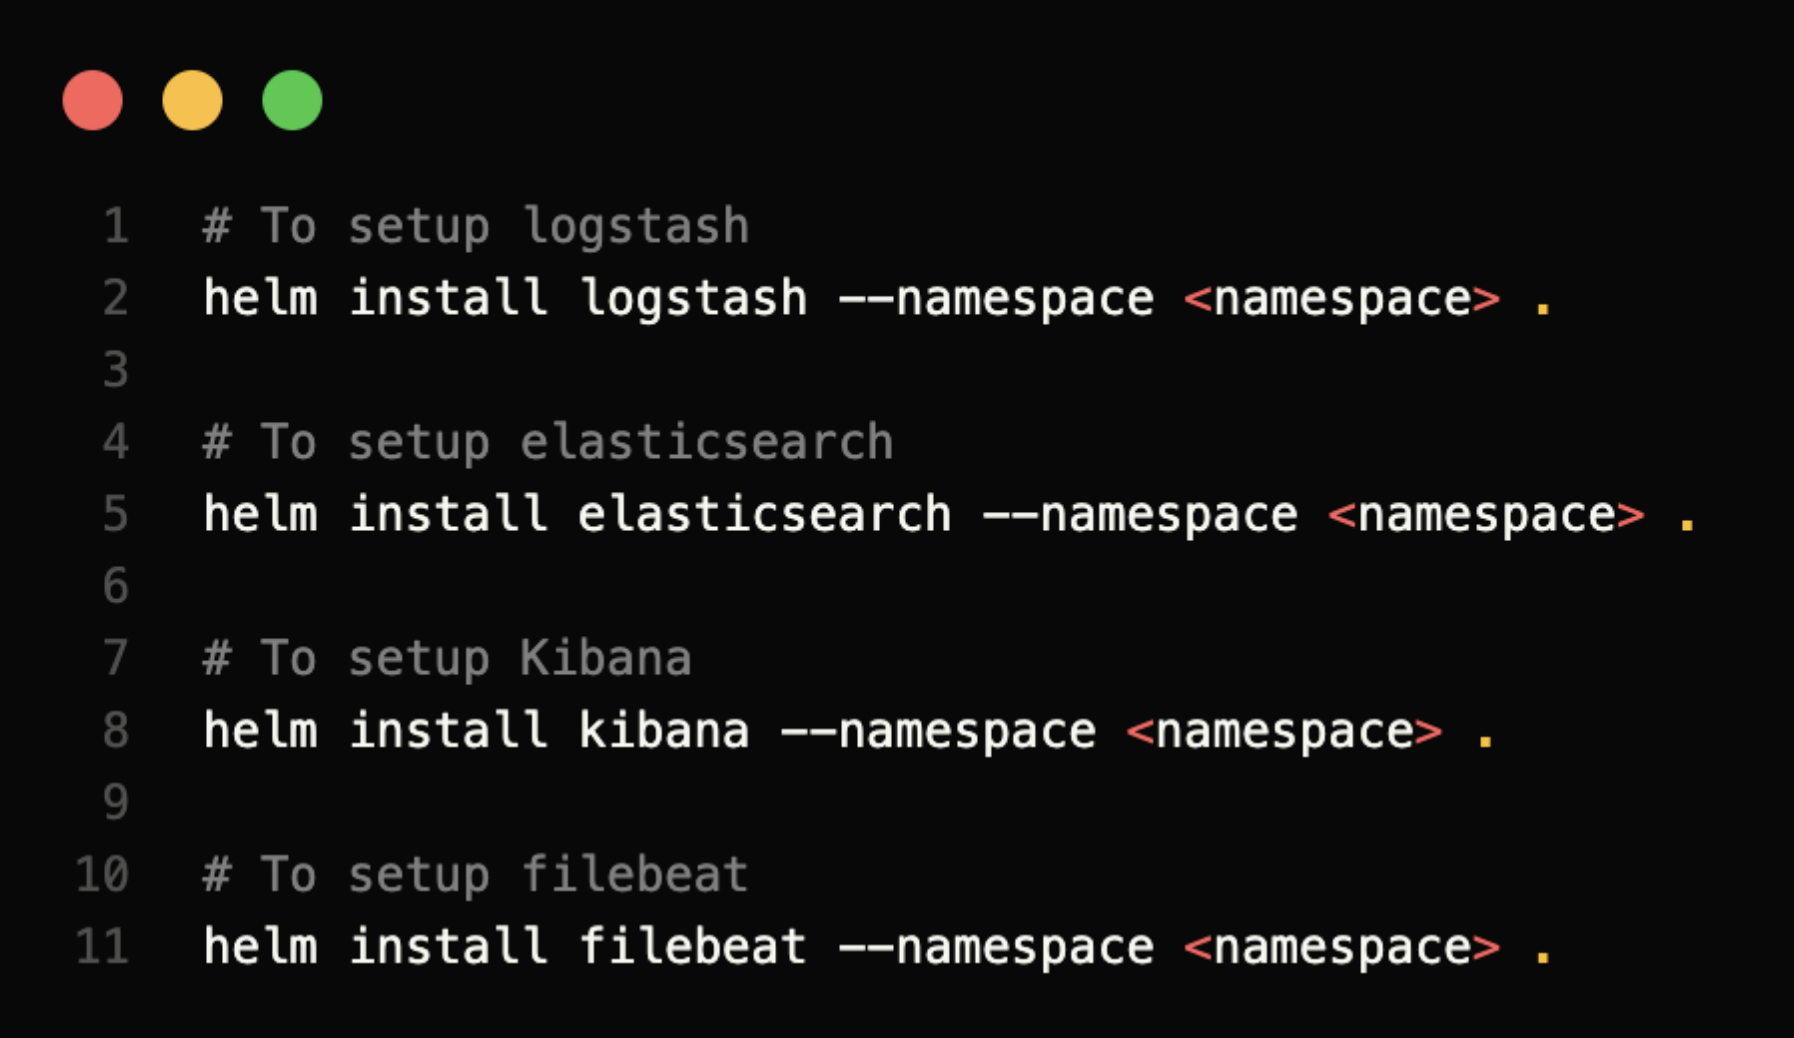 1 # To setup logstash
2 helm install logstash --namespace <namespace> .
3
4 # To setup elasticsearch
5 helm install elasticsearch --namespace <namespace> .
6
7 # To setup Kibana
8 helm install kibana --namespace <namespace> .
9
10 # To setup filebeat
11 helm install filebeat --namespace <namespace> .